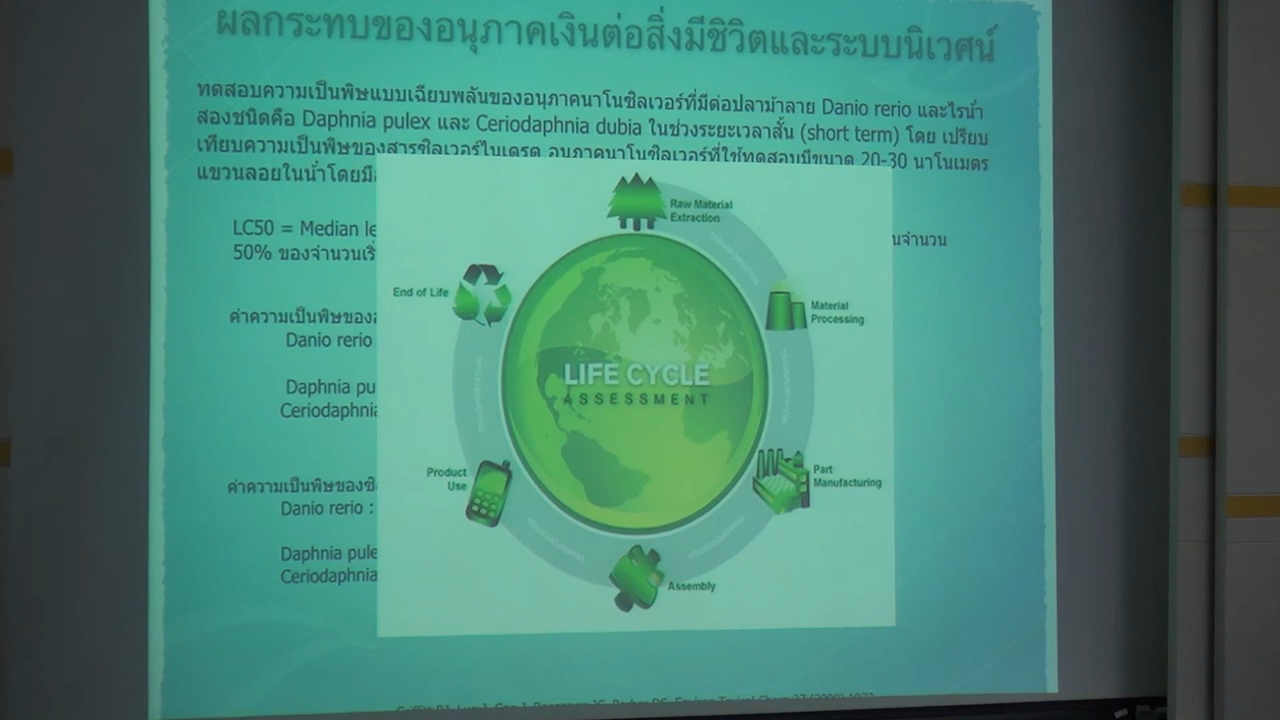 ผลกระทบของอนุภาคเงินต่อสิ่งมีชีวิตและระบบนิเวศน์
ทดสอบความเป็นพิษแบบเฉียบพลันของอนุภาคนาโนซิลเวอร์ที่มีต่อปลาม้าลาย Danio rerio และไรน้ำ
สองชนิดคือ Daphnia pulex และ Ceriodaphnia dubia ในช่วงระยะเวลาสั้น (short term) โดย เปรียบ
เทียบความเป็นพิษของสารซิลเวอร์ไนเตรต อนุภาคนาโนซิลเวอร์ที่ใช้ทดสอบมีขนาด 20-30 นาโนเมตร
แขวนลอยในน้ำโดยมี
LC50 = Median le
นจำนวน
50% ของจำนวนเริ่
ค่าความเป็นพิษของ
Danio rerio
Daphnia pu
Ceriodaphnia
ค่าความเป็นพิษของซิ
Danio rerio :
Daphnia pule
Ceriodaphnia
Raw Material
Extraction
Material
Processing
Part
Manufacturing
Assembly
Product
Use
End of Life
LIFE CYCLE
ASSESSMENT